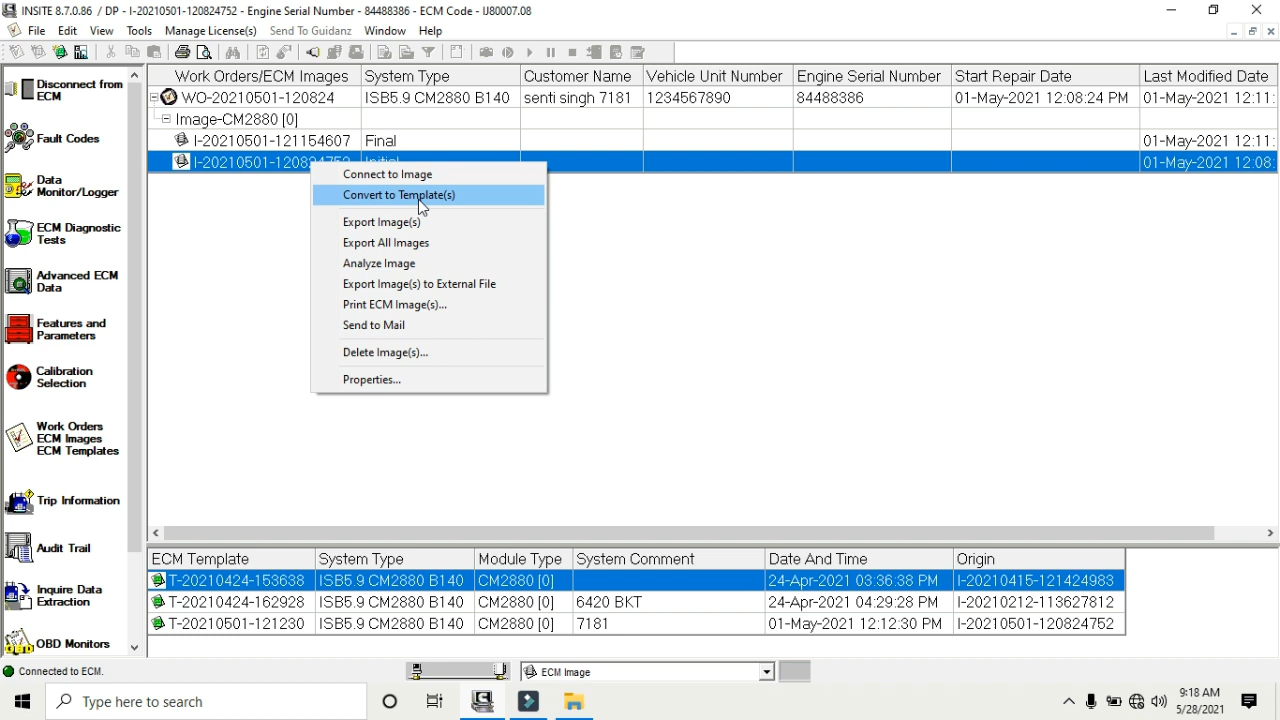 INSITE 8.7.0.86 / DP - I-20210501-120824752 - Engine Serial Number - 84488386 - ECM Code - IJ80007.08
File Edit View Tools Manage License(s) Send To Guidanz Window Help
Disconnect from
ECM
Fault Codes
Data
Monitor/Logger
ECM Diagnostic
Tests
Advanced ECM
Data
Features and
Parameters
Calibration
Selection
Work Orders
ECM Images
ECM Templates
Trip Information
Audit Trail
Inquire Data
Extraction
OBD Monitors
Work Orders/ECM Images System Type Customer Name Vehicle Unit Number Engine Serial Number Start Repair Date Last Modified Date
WO-20210501-120824 ISB5.9 CM2880 B140 senti singh 7181 1234567890 84488386 01-May-2021 12:08:24 PM 01-May-2021 12:11:
Image-CM2880 [0]
I-20210501-121154607 Final 01-May-2021 12:11:
I-20210501-120824752 Initial 01-May-2021 12:08:
Connect to Image
Convert to Template(s)
Export Image(s)
Export All Images
Analyze Image
Export Image(s) to External File
Print ECM Image(s)...
Send to Mail
Delete Image(s)...
Properties...
ECM Template System Type Module Type System Comment Date And Time Origin
T-20210424-153638 ISB5.9 CM2880 B140 CM2880 [0] 24-Apr-2021 03:36:38 PM I-20210415-121424983
T-20210424-162928 ISB5.9 CM2880 B140 CM2880 [0] 6420 BKT 24-Apr-2021 04:29:28 PM I-20210212-113627812
T-20210501-121230 ISB5.9 CM2880 B140 CM2880 [0] 7181 01-May-2021 12:12:30 PM I-20210501-120824752
Connected to ECM. ECM Image
Type here to search
9:18 AM
5/28/2021